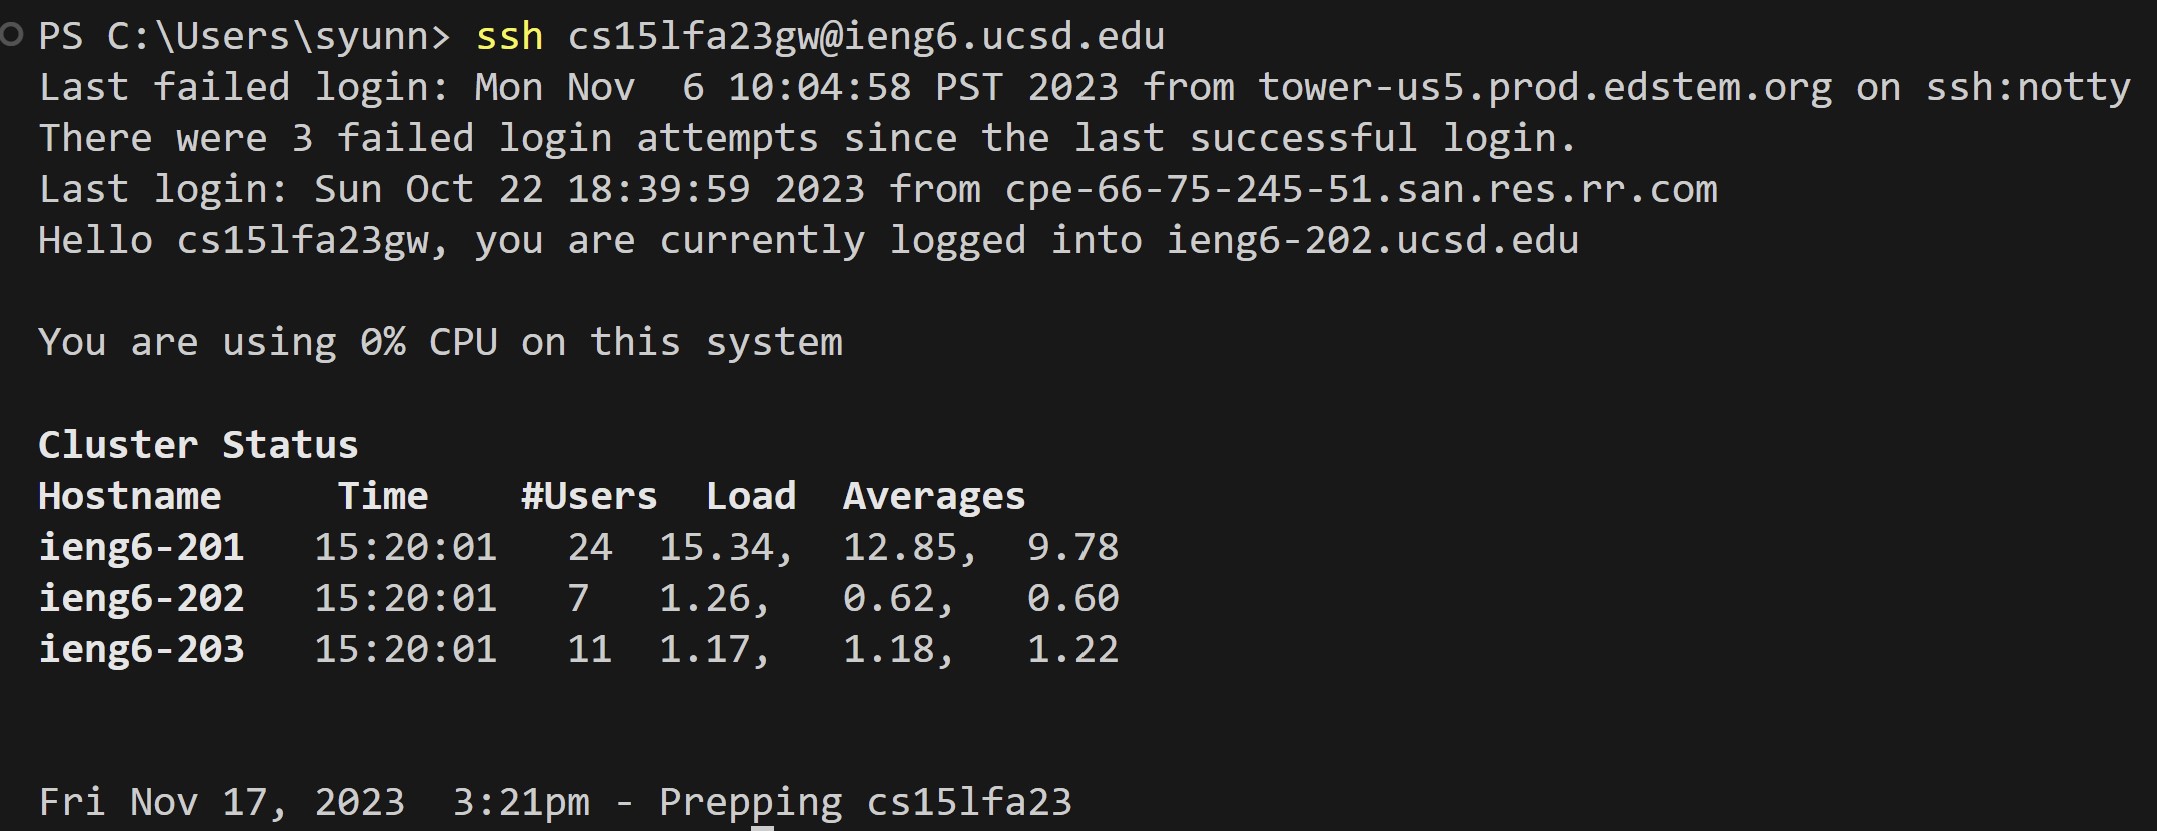 PS C:\Users\syunn> ssh cs15lfa23gw@ieng6.ucsd.edu
Last failed login: Mon Nov  6 10:04:58 PST 2023 from tower-us5.prod.edstem.org on ssh:notty
There were 3 failed login attempts since the last successful login.
Last login: Sun Oct 22 18:39:59 2023 from cpe-66-75-245-51.san.res.rr.com
Hello cs15lfa23gw, you are currently logged into ieng6-202.ucsd.edu
You are using 0% CPU on this system
Cluster Status
Hostname     Time    #Users  Load  Averages
ieng6-201   15:20:01   24  15.34,  12.85,  9.78
ieng6-202   15:20:01   7   1.26,   0.62,   0.60
ieng6-203   15:20:01   11  1.17,   1.18,   1.22
Fri Nov 17, 2023  3:21pm - Prepping cs15lfa23